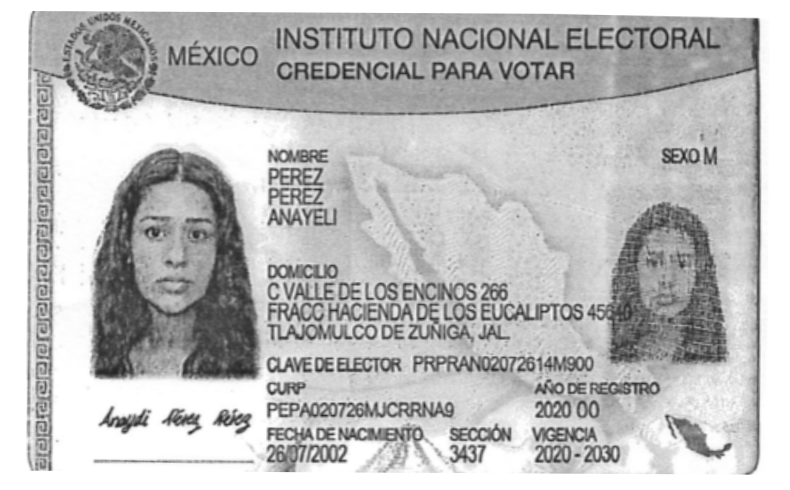 ESTADOS UNIDOS MEXICANOS
MÉXICO
INSTITUTO NACIONAL ELECTORAL
CREDENCIAL PARA VOTAR
NOMBRE
PEREZ
PEREZ
ANAYELI
SEXO M
DOMICILIO
C VALLE DE LOS ENCINOS 266
FRACC HACIENDA DE LOS EUCALIPTOS 45640
TLAJOMULCO DE ZUÑIGA, JAL.
CLAVE DE ELECTOR PRPRAN02072614M900
CURP
PEPA020726MJCRRNA9
AÑO DE REGISTRO
2020 00
FECHA DE NACIMIENTO
26/07/2002
SECCIÓN
3437
VIGENCIA
2020 - 2030
Anayeli Pérez Pérez